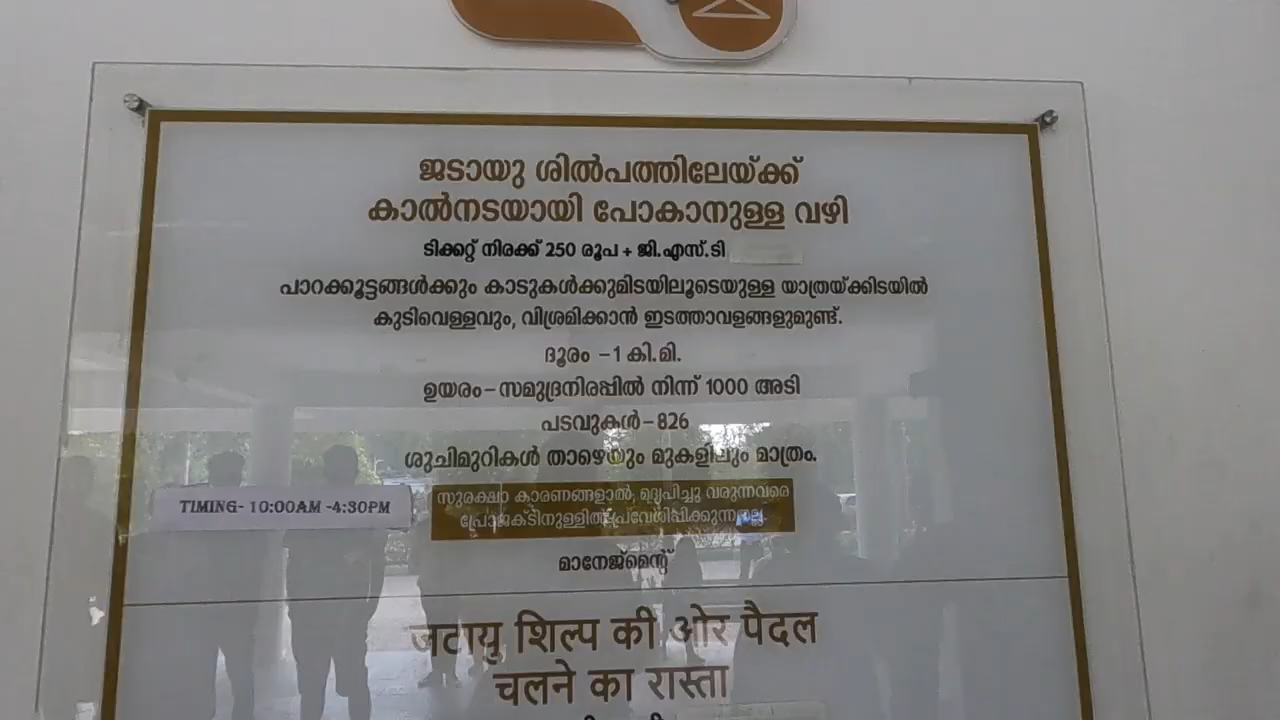 ജടായു ശിൽപത്തിലേയ്ക്ക്
കാൽനടയായി പോകാനുള്ള വഴി
ടിക്കറ്റ് നിരക്ക് 250 രൂപ + ജി.എസ്.ടി
പാറക്കൂട്ടങ്ങൾക്കും കാടുകൾക്കുമിടയിലൂടെയുള്ള യാത്രയ്ക്കിടയിൽ
കുടിവെള്ളവും, വിശ്രമിക്കാൻ ഇടത്താവളങ്ങളുമുണ്ട്.
ദൂരം – 1 കി.മി.
ഉയരം – സമുദ്രനിരപ്പിൽ നിന്ന് 1000 അടി
പടവുകൾ – 826
ശുചിമുറികൾ താഴെയും മുകളിലും മാത്രം.
TIMING- 10:00AM -4:30PM
സുരക്ഷാ കാരണങ്ങളാൽ, മദ്യപിച്ചു വരുന്നവരെ
പ്രോജക്ടിനുള്ളിൽ പ്രവേശിപ്പിക്കുന്നതല്ല.
മാനേജ്മെന്റ്
जटायु शिल्प की ओर पैदल
चलने का रास्ता